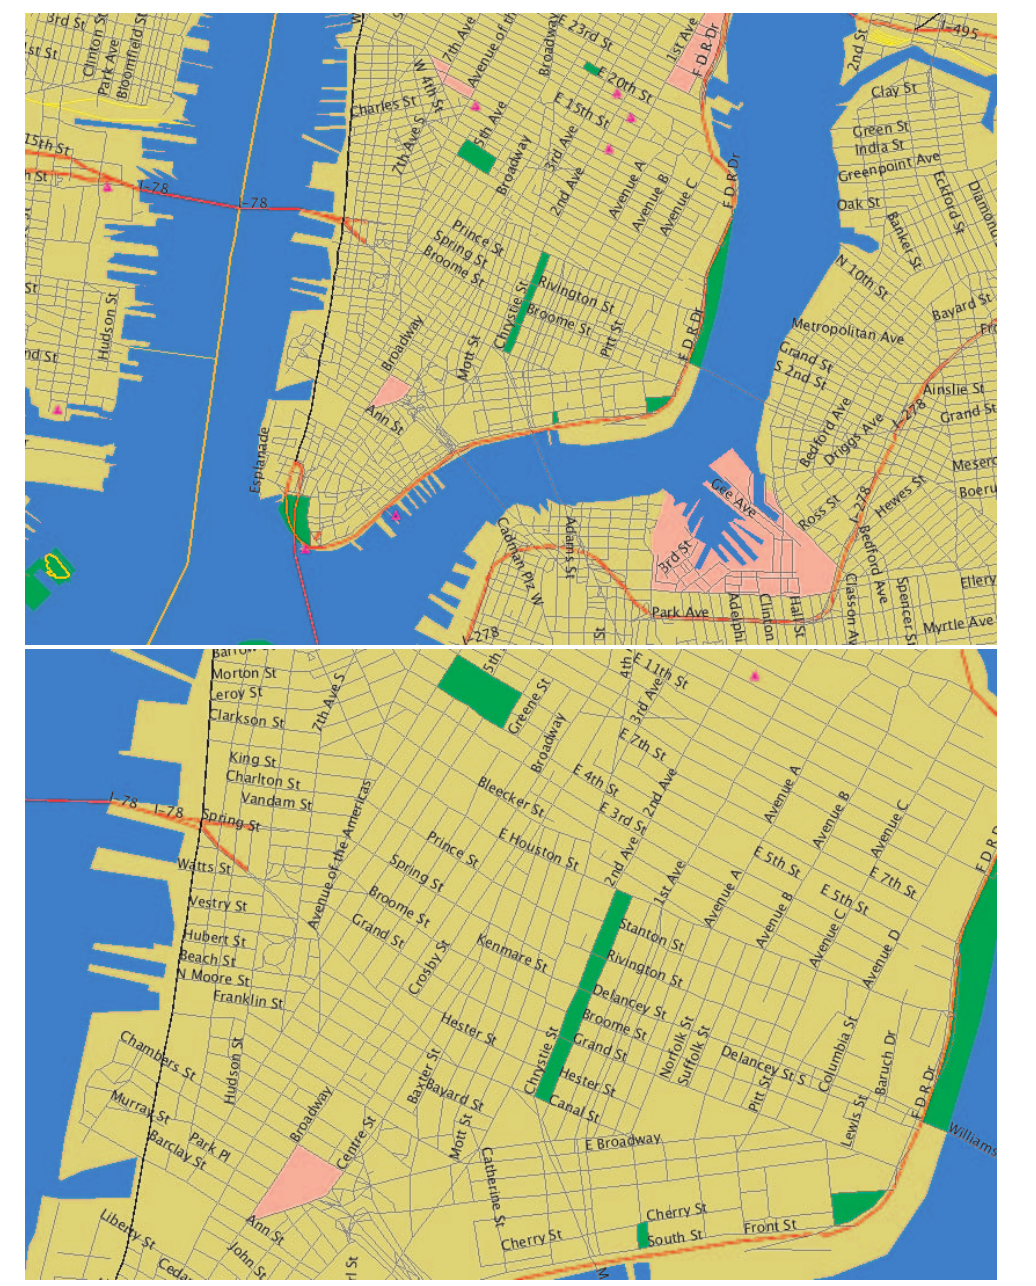 3rd St
Clinton St
Park Ave
Bloomfield St
7th Ave
Avenue of th
Broadway
E 23rd St
1st Ave
F D R Dr
2nd St
I-495
1st St
W 4th St
E 20th St
Charles St
5th Ave
E 15th St
Clay St
Green St
India St
Greenpoint Ave
15th St
7th Ave S
Broadway
3rd Ave
2nd Ave
Avenue A
Avenue B
Avenue C
F D R Dr
Eckford St
Diamond
I-78
I-78
Oak St
Banker St
Prince St
Spring St
Broome St
N 10th St
Hudson St
Chrystie St
Rivington St
Broome St
Pitt St
F D R Dr
Bayard St
Metropolitan Ave
Grand St
S 2nd St
nd St
Broadway
Mott St
Ann St
Ainslie St
Grand St
I-278
Bedford Ave
Driggs Ave
Esplanade
Meserc
Boeru
Gee Ave
Ross St
Hewes St
I-278
Cadman Plz W
Adams St
3rd St
Bedford Ave
Park Ave
Adelphi
Clinton
Hall St
Classon Av
Spencer St
Ellery
Myrtle Ave
I-278
St
Barrow St
Morton St
Leroy St
Clarkson St
7th Ave S
5th
Greene St
Broadway
4th
E 11th St
3rd Ave
E 7th St
King St
Charlton St
Vandam St
I-78
I-78
Spring St
Bleecker St
E 4th St
E 3rd St
2nd Ave
Avenue A
Avenue B
Avenue C
Avenue of the Americas
Prince St
E Houston St
2nd Ave
Watts St
Spring St
1st Ave
E 5th St
E 7th St
F D R D
Vestry St
Broome St
Avenue A
Avenue B
E 5th St
Avenue C
Avenue D
Hubert St
Beach St
N Moore St
Franklin St
Grand St
Crosby St
Kenmare St
Stanton St
Rivington St
Delancey St
Broome St
Grand St
Hester St
Chrystie St
Norfolk St
Suffolk St
Delancey St S
Columbia St
Baruch Dr
Chambers St
Hudson St
Baxter St
Hester St
Canal St
Pitt St
F D R Dr
Murray St
Broadway
Bayard St
Mott St
Lewis St
Williams
Barclay St
Park Pl
Centre St
E Broadway
Catherine St
Liberty St
Ann St
John St
Cherry St
Cherry St
South St
Front St
Cedar